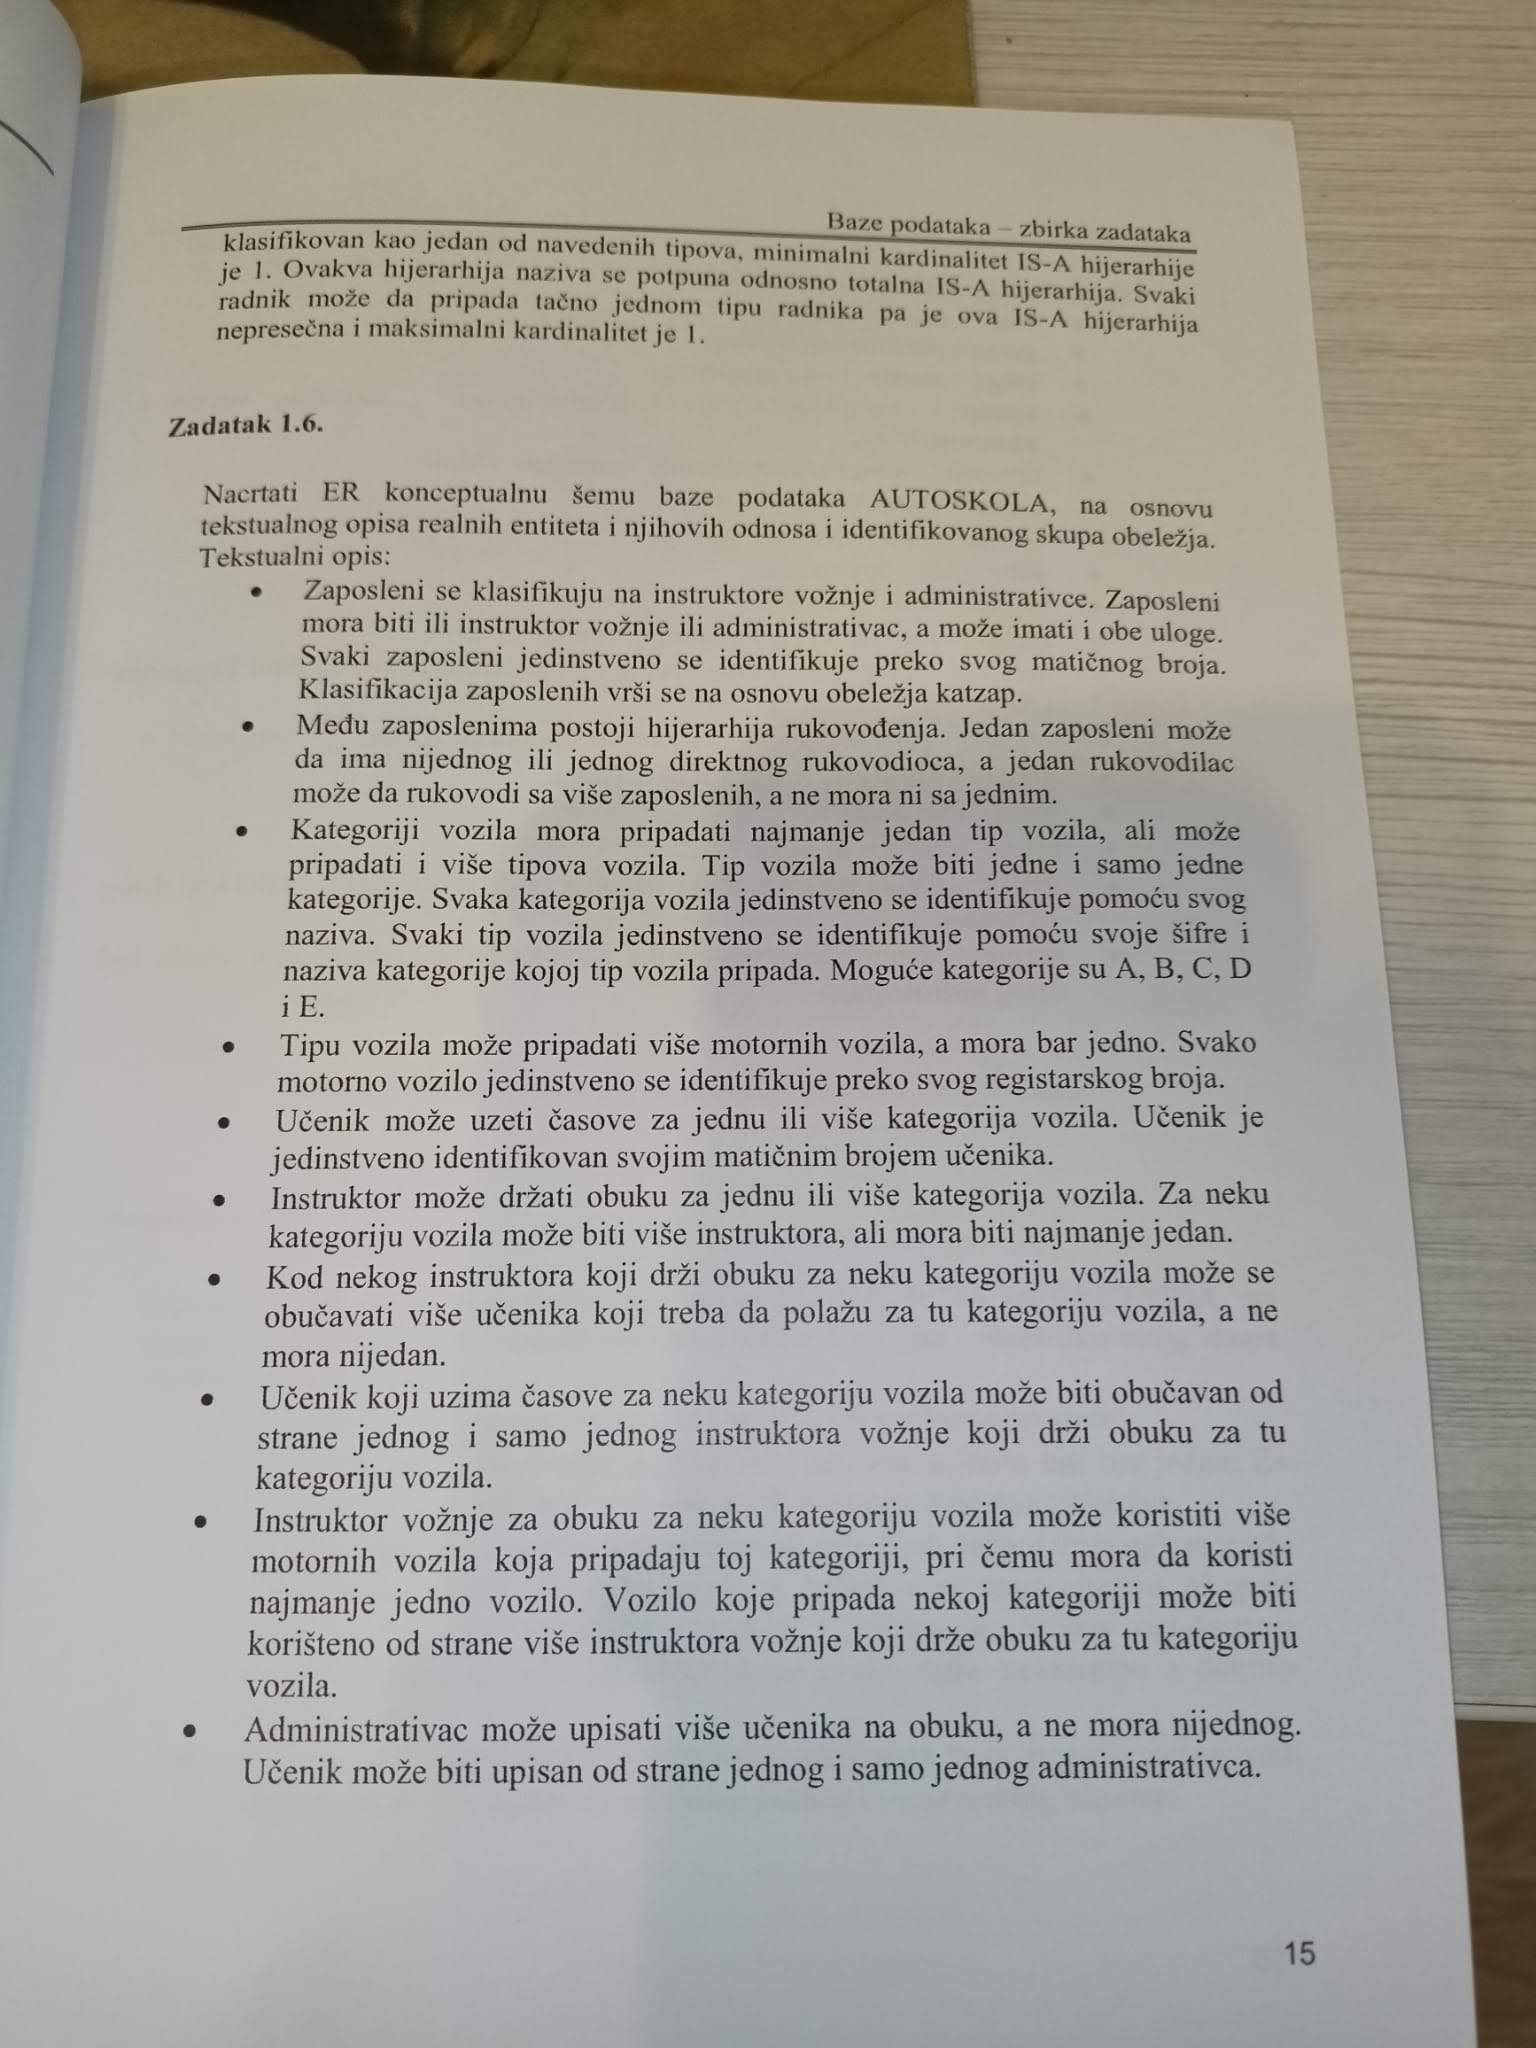 Baze podataka – zbirka zadataka
klasifikovan kao jedan od navedenih tipova, minimalni kardinalitet IS-A hijerarhije
je 1. Ovakva hijerarhija naziva se potpuna odnosno totalna IS-A hijerarhija. Svaki
radnik može da pripada tačno jednom tipu radnika pa je ova IS-A hijerarhija
nepresečna i maksimalni kardinalitet je 1.
Zadatak 1.6.
Nacrtati ER konceptualnu šemu baze podataka AUTOSKOLA, na osnovu
tekstualnog opisa realnih entiteta i njihovih odnosa i identifikovanog skupa obeležja.
Tekstualni opis:
• Zaposleni se klasifikuju na instruktore vožnje i administrativce. Zaposleni
mora biti ili instruktor vožnje ili administrativac, a može imati i obe uloge.
Svaki zaposleni jedinstveno se identifikuje preko svog matičnog broja.
Klasifikacija zaposlenih vrši se na osnovu obeležja katzap.
• Među zaposlenima postoji hijerarhija rukovođenja. Jedan zaposleni može
da ima nijednog ili jednog direktnog rukovodioca, a jedan rukovodilac
može da rukovodi sa više zaposlenih, a ne mora ni sa jednim.
• Kategoriji vozila mora pripadati najmanje jedan tip vozila, ali može
pripadati i više tipova vozila. Tip vozila može biti jedne i samo jedne
kategorije. Svaka kategorija vozila jedinstveno se identifikuje pomoću svog
naziva. Svaki tip vozila jedinstveno se identifikuje pomoću svoje šifre i
naziva kategorije kojoj tip vozila pripada. Moguće kategorije su A, B, C, D
i E.
• Tipu vozila može pripadati više motornih vozila, a mora bar jedno. Svako
motorno vozilo jedinstveno se identifikuje preko svog registarskog broja.
• Učenik može uzeti časove za jednu ili više kategorija vozila. Učenik je
jedinstveno identifikovan svojim matičnim brojem učenika.
• Instruktor može držati obuku za jednu ili više kategorija vozila. Za neku
kategoriju vozila može biti više instruktora, ali mora biti najmanje jedan.
• Kod nekog instruktora koji drži obuku za neku kategoriju vozila može se
obučavati više učenika koji treba da polažu za tu kategoriju vozila, a ne
mora nijedan.
• Učenik koji uzima časove za neku kategoriju vozila može biti obučavan od
strane jednog i samo jednog instruktora vožnje koji drži obuku za tu
kategoriju vozila.
• Instruktor vožnje za obuku za neku kategoriju vozila može koristiti više
motornih vozila koja pripadaju toj kategoriji, pri čemu mora da koristi
najmanje jedno vozilo. Vozilo koje pripada nekoj kategoriji može biti
korišteno od strane više instruktora vožnje koji drže obuku za tu kategoriju
vozila.
• Administrativac može upisati više učenika na obuku, a ne mora nijednog.
Učenik može biti upisan od strane jednog i samo jednog administrativca.
15